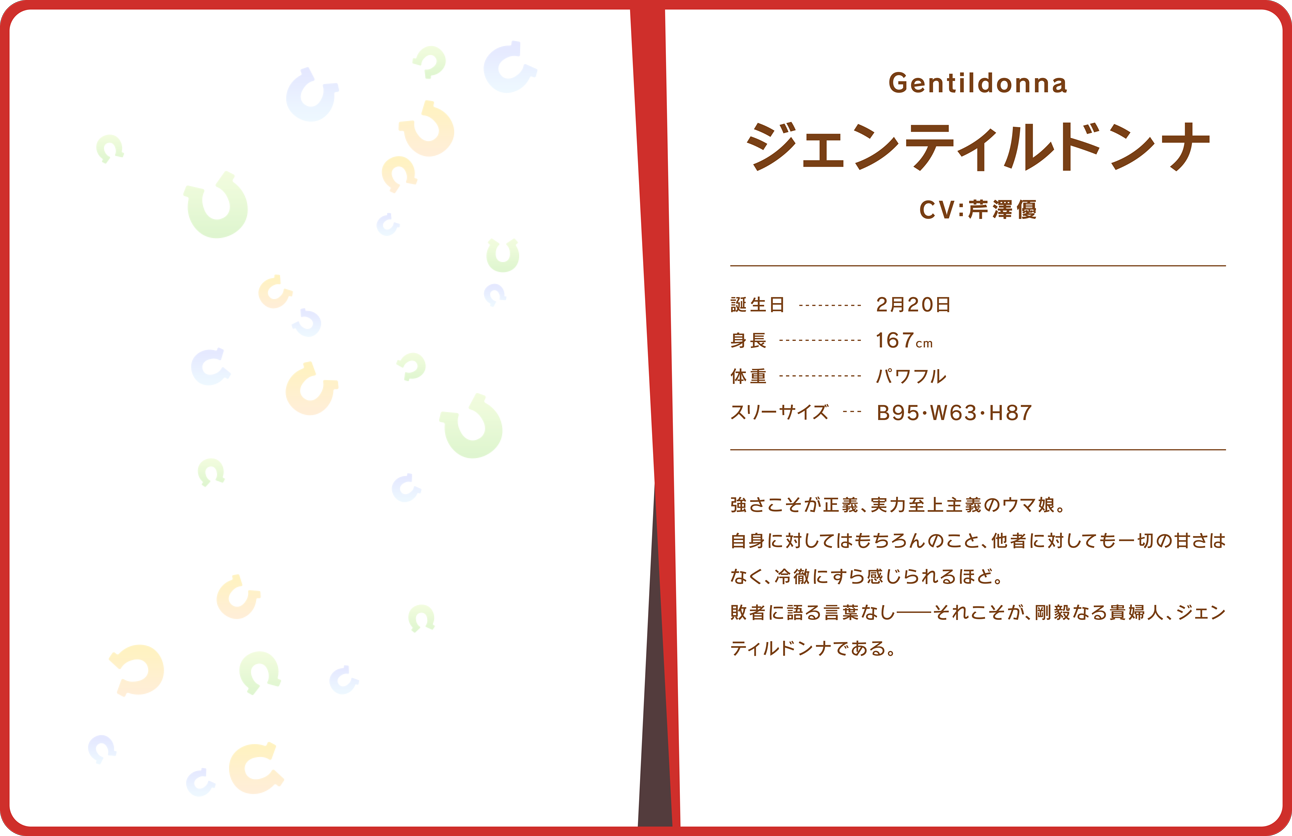 Gentildonna
ジェンティルドンナ
CV:芹澤優
誕生日 ---------- 2月20日
身長 ------------- 167cm
体重 ------------- パワフル
スリーサイズ --- B95・W63・H87
強さこそが正義、実力至上主義のウマ娘。
自身に対してはもちろんのこと、他者に対しても一切の甘さは
なく、冷徹にすら感じられるほど。
敗者に語る言葉なし──それこそが、剛毅なる貴婦人、ジェン
ティルドンナである。